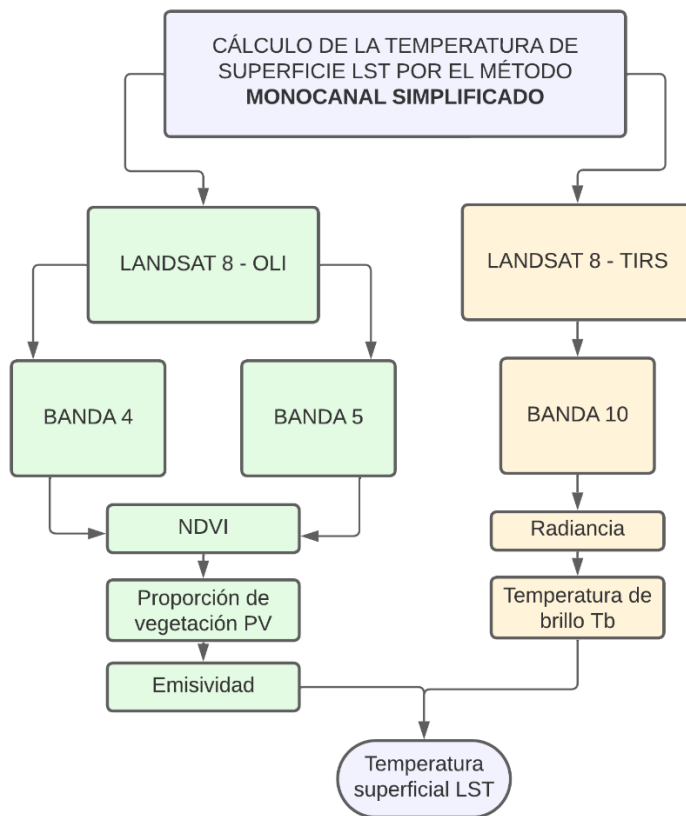 CÁLCULO DE LA TEMPERATURA DE
SUPERFICIE LST POR EL MÉTODO
MONOCANAL SIMPLIFICADO
LANDSAT 8 - OLI
LANDSAT 8 - TIRS
BANDA 4
BANDA 5
BANDA 10
NDVI
Radiancia
Proporción de
vegetación PV
Temperatura de
brillo Tb
Emisividad
Temperatura
superficial LST